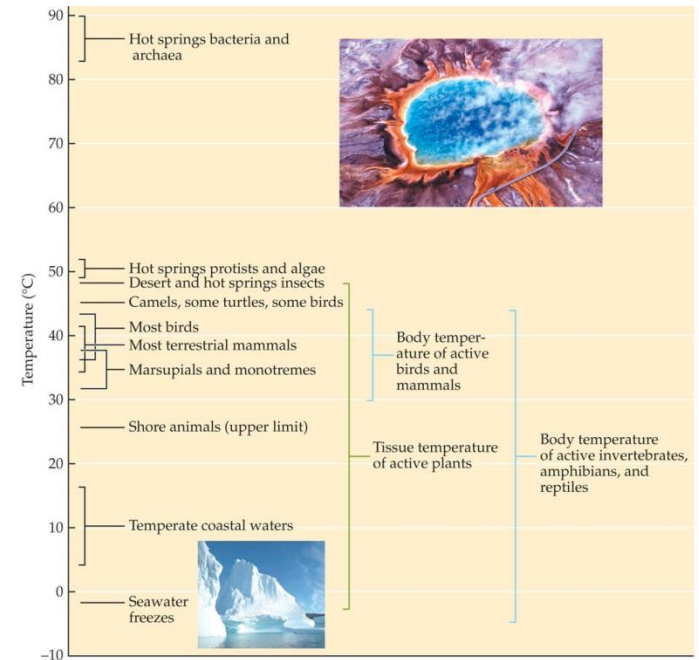 90
80
70
60
50
40
30
20
10
0
–10
Temperature (°C)
Hot springs bacteria and
archaea
Hot springs protists and algae
Desert and hot springs insects
Camels, some turtles, some birds
Most birds
Most terrestrial mammals
Marsupials and monotremes
Shore animals (upper limit)
Temperate coastal waters
Seawater
freezes
Body temper-
ature of active
birds and
mammals
Tissue temperature
of active plants
Body temperature
of active invertebrates,
amphibians, and
reptiles